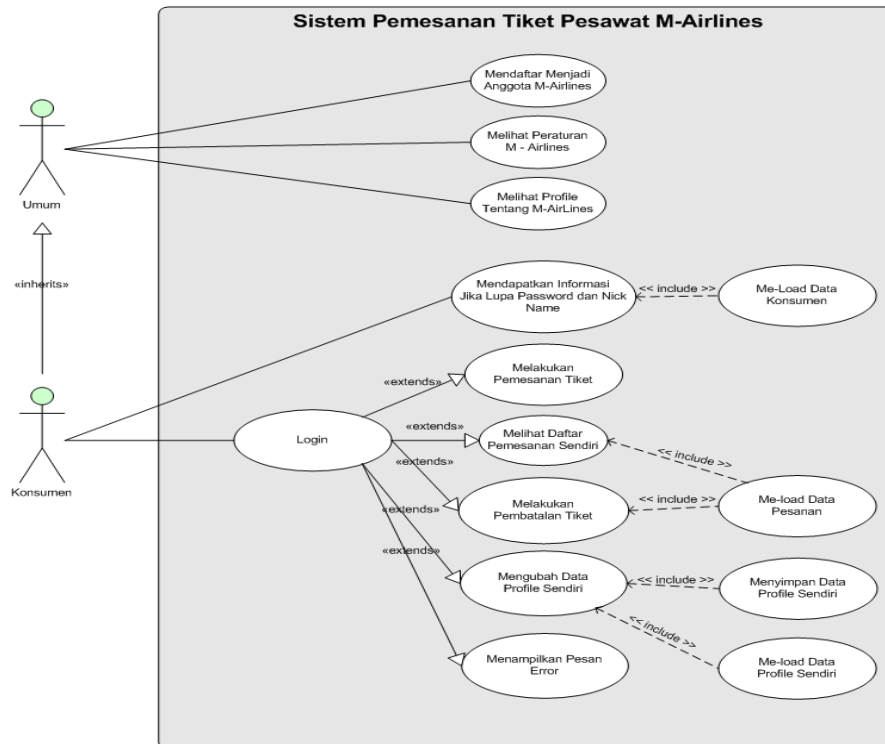 Sistem Pemesanan Tiket Pesawat M-Airlines
Mendaftar Menjadi
Anggota M-Airlines
Melihat Peraturan
M - Airlines
Melihat Profile
Tentang M-AirLines
Umum
«inherits»
Konsumen
Mendapatkan Informasi
Jika Lupa Password dan Nick
Name
<< include >>
Me-Load Data
Konsumen
Login
«extends»
Melakukan
Pemesanan Tiket
«extends»
Melihat Daftar
Pemesanan Sendiri
<< include >>
«extends»
Melakukan
Pembatalan Tiket
<< include >>
Me-load Data
Pesanan
«extends»
Mengubah Data
Profile Sendiri
<< include >>
Menyimpan Data
Profile Sendiri
«extends»
Menampilkan Pesan
Error
<< include >>
Me-load Data
Profile Sendiri